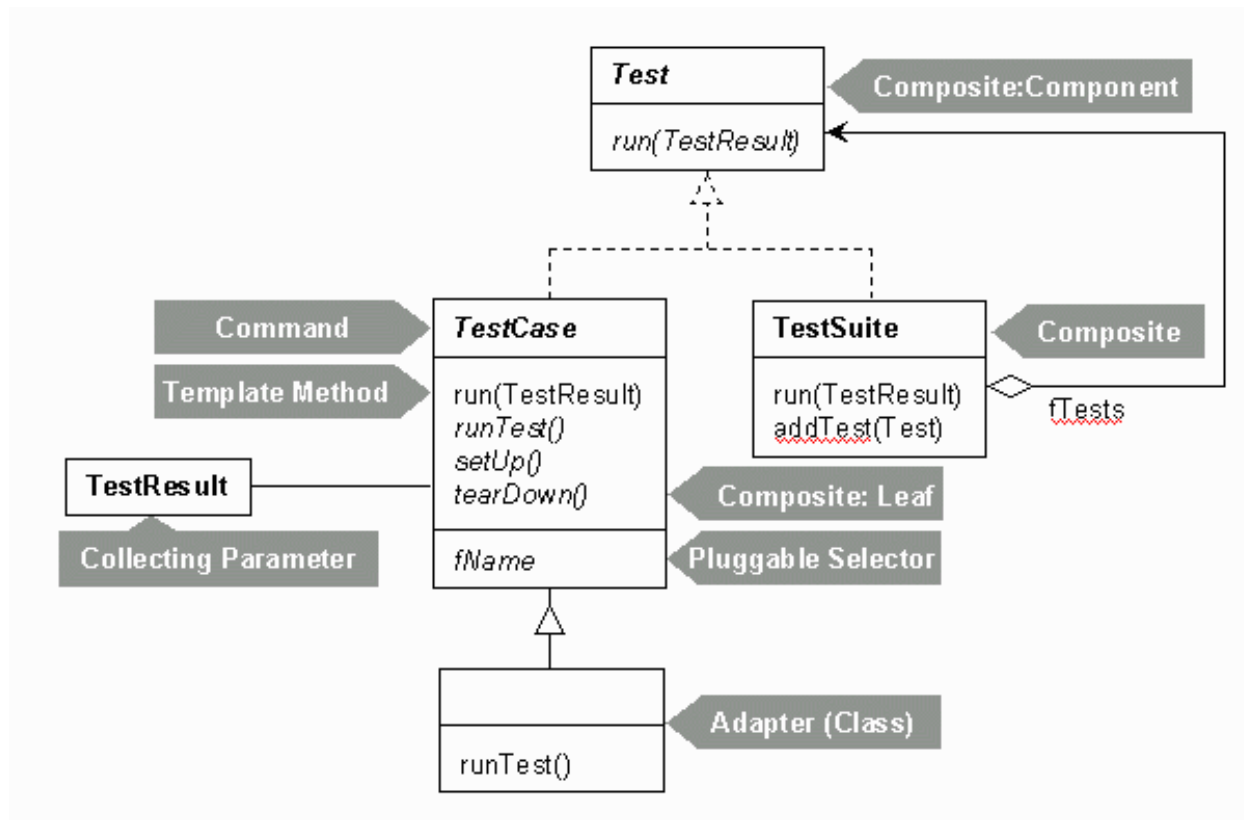 Test
Composite:Component
run(TestResult)
Command
TestCase
TestSuite
Composite
Template Method
run(TestResult)
runTest()
setUp()
tearDown()
run(TestResult)
addTest(Test)
fTests
TestResult
Composite: Leaf
Collecting Parameter
fName
Pluggable Selector
Adapter (Class)
runTest()